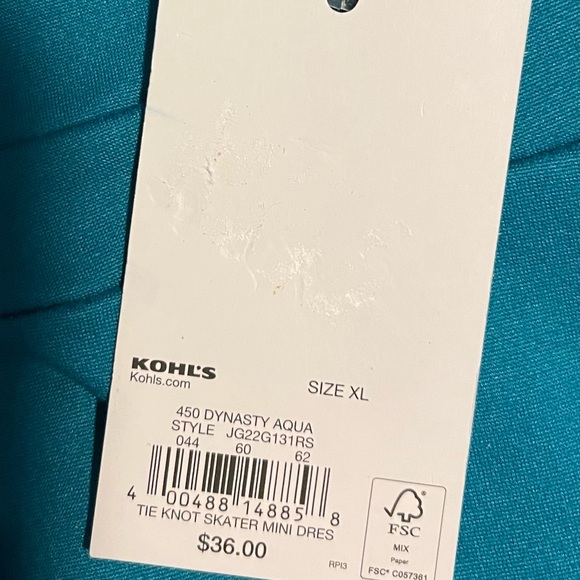 KOHL'S
Kohls.com
SIZE XL
450 DYNASTY AQUA
STYLE JG22G131RS
044 60 62
4 00488 14885 8
TIE KNOT SKATER MINI DRES
$36.00
RPI3
FSC®
MIX
Paper
FSC® C057361